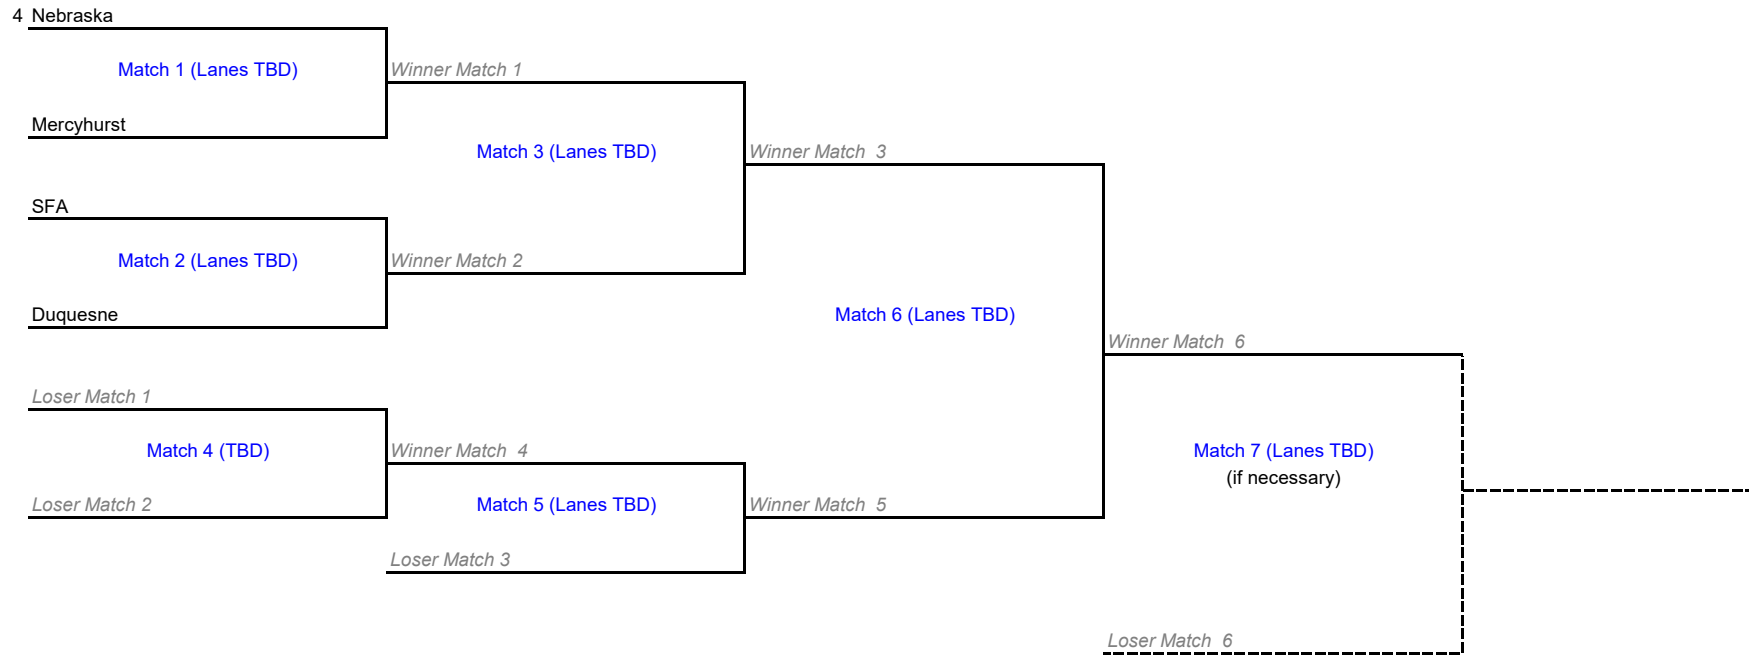 4 Nebraska
Match 1 (Lanes TBD)
Winner Match 1
Mercyhurst
Match 3 (Lanes TBD)
Winner Match 3
SFA
Match 2 (Lanes TBD)
Winner Match 2
Duquesne
Match 6 (Lanes TBD)
Winner Match 6
Loser Match 1
Match 4 (TBD)
Winner Match 4
Match 7 (Lanes TBD)
(if necessary)
Loser Match 2
Match 5 (Lanes TBD)
Winner Match 5
Loser Match 3
Loser Match 6